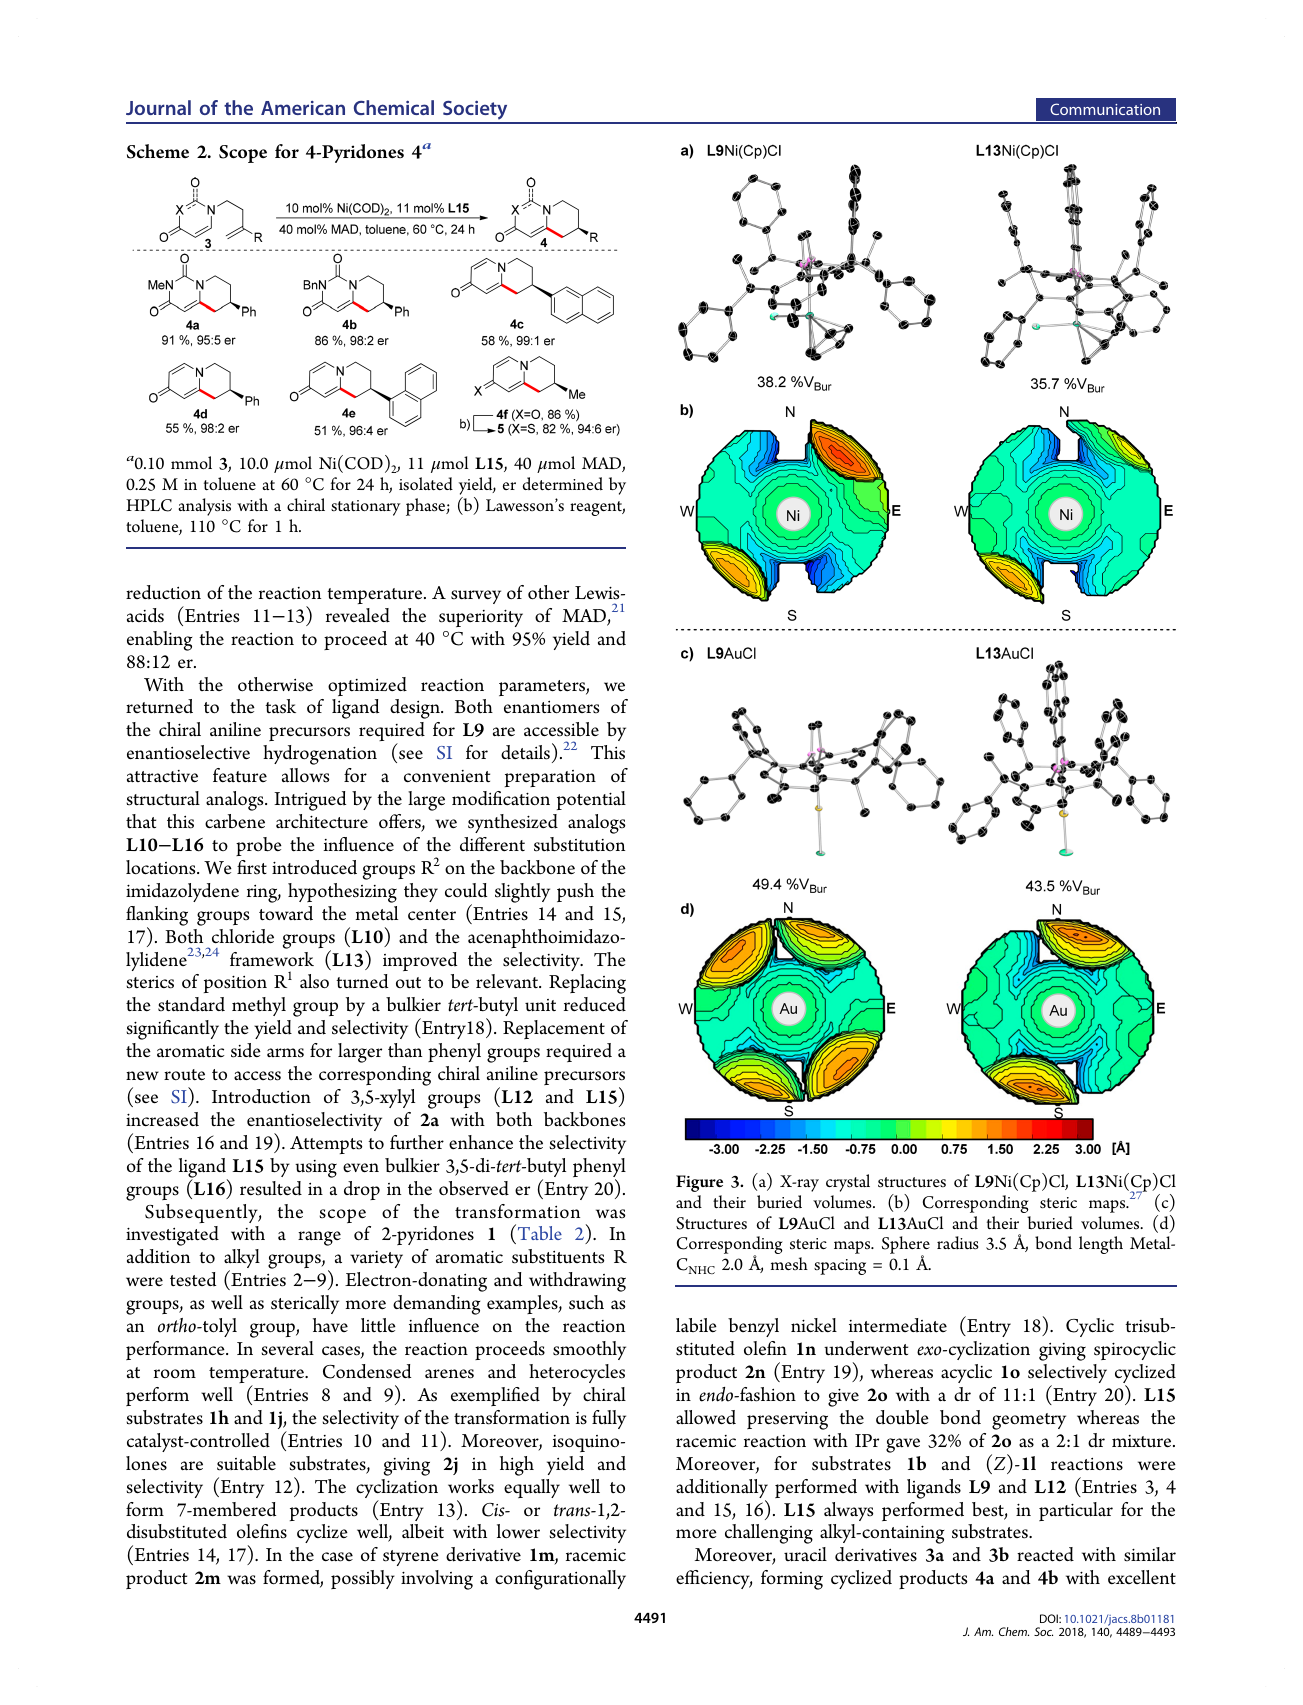 Journal of the American Chemical Society
Communication
Scheme 2. Scope for 4-Pyridones 4a
O
X
N
O
3
R
10 mol% Ni(COD)2, 11 mol% L15
40 mol% MAD, toluene, 60 °C, 24 h
O
X
N
O
4
R
O
MeN
N
O
Ph
4a
91 %, 95:5 er
O
BnN
N
O
Ph
4b
86 %, 98:2 er
N
O
4c
58 %, 99:1 er
N
O
Ph
4d
55 %, 98:2 er
N
O
4e
51 %, 96:4 er
N
X
Me
4f (X=O, 86 %)
b)
5 (X=S, 82 %, 94:6 er)
a0.10 mmol 3, 10.0 μmol Ni(COD)2, 11 μmol L15, 40 μmol MAD,
0.25 M in toluene at 60 °C for 24 h, isolated yield, er determined by
HPLC analysis with a chiral stationary phase; (b) Lawesson's reagent,
toluene, 110 °C for 1 h.
reduction of the reaction temperature. A survey of other Lewis-
acids (Entries 11−13) revealed the superiority of MAD,21
enabling the reaction to proceed at 40 °C with 95% yield and
88:12 er.
With the otherwise optimized reaction parameters, we
returned to the task of ligand design. Both enantiomers of
the chiral aniline precursors required for L9 are accessible by
enantioselective hydrogenation (see SI for details).22 This
attractive feature allows for a convenient preparation of
structural analogs. Intrigued by the large modification potential
that this carbene architecture offers, we synthesized analogs
L10−L16 to probe the influence of the different substitution
locations. We first introduced groups R2 on the backbone of the
imidazolydene ring, hypothesizing they could slightly push the
flanking groups toward the metal center (Entries 14 and 15,
17). Both chloride groups (L10) and the acenaphthoimidazo-
lylidene23,24 framework (L13) improved the selectivity. The
sterics of position R1 also turned out to be relevant. Replacing
the standard methyl group by a bulkier tert-butyl unit reduced
significantly the yield and selectivity (Entry18). Replacement of
the aromatic side arms for larger than phenyl groups required a
new route to access the corresponding chiral aniline precursors
(see SI). Introduction of 3,5-xylyl groups (L12 and L15)
increased the enantioselectivity of 2a with both backbones
(Entries 16 and 19). Attempts to further enhance the selectivity
of the ligand L15 by using even bulkier 3,5-di-tert-butyl phenyl
groups (L16) resulted in a drop in the observed er (Entry 20).
Subsequently, the scope of the transformation was
investigated with a range of 2-pyridones 1 (Table 2). In
addition to alkyl groups, a variety of aromatic substituents R
were tested (Entries 2−9). Electron-donating and withdrawing
groups, as well as sterically more demanding examples, such as
an ortho-tolyl group, have little influence on the reaction
performance. In several cases, the reaction proceeds smoothly
at room temperature. Condensed arenes and heterocycles
perform well (Entries 8 and 9). As exemplified by chiral
substrates 1h and 1j, the selectivity of the transformation is fully
catalyst-controlled (Entries 10 and 11). Moreover, isoquino-
lones are suitable substrates, giving 2j in high yield and
selectivity (Entry 12). The cyclization works equally well to
form 7-membered products (Entry 13). Cis- or trans-1,2-
disubstituted olefins cyclize well, albeit with lower selectivity
(Entries 14, 17). In the case of styrene derivative 1m, racemic
product 2m was formed, possibly involving a configurationally
a) L9Ni(Cp)Cl
L13Ni(Cp)Cl
38.2 %VBur
35.7 %VBur
b)
N
N
W
Ni
E
W
Ni
E
S
S
c) L9AuCl
L13AuCl
49.4 %VBur
43.5 %VBur
d)
N
N
W
Au
E
W
Au
E
S
S
-3.00 -2.25 -1.50 -0.75 0.00 0.75 1.50 2.25 3.00 [Å]
Figure 3. (a) X-ray crystal structures of L9Ni(Cp)Cl, L13Ni(Cp)Cl
and their buried volumes. (b) Corresponding steric maps.27 (c)
Structures of L9AuCl and L13AuCl and their buried volumes. (d)
Corresponding steric maps. Sphere radius 3.5 Å, bond length Metal-
CNHC 2.0 Å, mesh spacing = 0.1 Å.
labile benzyl nickel intermediate (Entry 18). Cyclic trisub-
stituted olefin 1n underwent exo-cyclization giving spirocyclic
product 2n (Entry 19), whereas acyclic 1o selectively cyclized
in endo-fashion to give 2o with a dr of 11:1 (Entry 20). L15
allowed preserving the double bond geometry whereas the
racemic reaction with IPr gave 32% of 2o as a 2:1 dr mixture.
Moreover, for substrates 1b and (Z)-1l reactions were
additionally performed with ligands L9 and L12 (Entries 3, 4
and 15, 16). L15 always performed best, in particular for the
more challenging alkyl-containing substrates.
Moreover, uracil derivatives 3a and 3b reacted with similar
efficiency, forming cyclized products 4a and 4b with excellent
4491
DOI: 10.1021/jacs.8b01181
J. Am. Chem. Soc. 2018, 140, 4489−4493